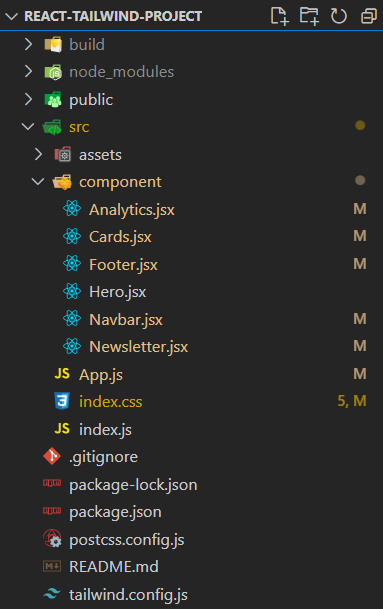 REACT-TAILWIND-PROJECT
build
node_modules
public
src
assets
component
Analytics.jsx M
Cards.jsx M
Footer.jsx M
Hero.jsx
Navbar.jsx M
Newsletter.jsx M
JS App.js M
index.css 5, M
JS index.js
.gitignore
package-lock.json
package.json
postcss.config.js
README.md
tailwind.config.js